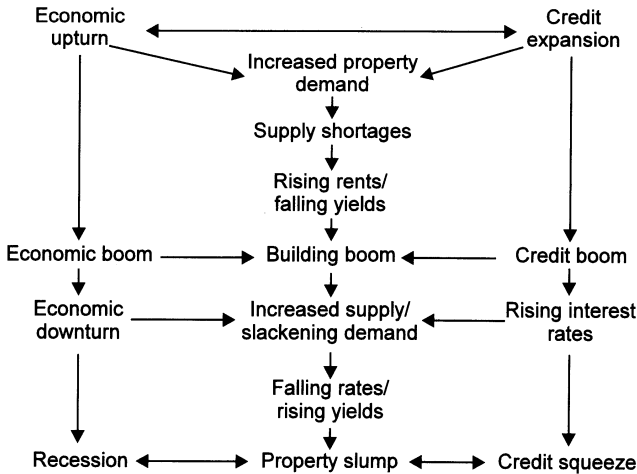 Economic
upturn
Credit
expansion
Increased property
demand
Supply shortages
Rising rents/
falling yields
Economic boom
Building boom
Credit boom
Economic
downturn
Increased supply/
slackening demand
Rising interest
rates
Falling rates/
rising yields
Recession
Property slump
Credit squeeze